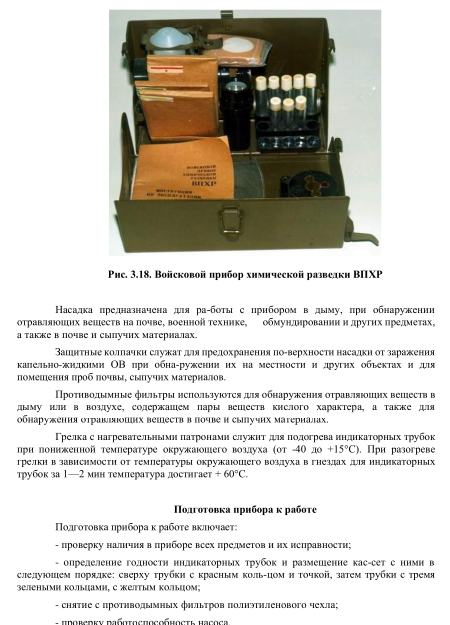 ВОЙСКОВОЙ
ПРИБОР
ХИМИЧЕСКОЙ
РАЗВЕДКИ
ВПХР
ИНСТРУКЦИЯ
ПО ЭКСПЛУАТАЦИИ
Рис. 3.18. Войсковой прибор химической разведки ВПХР
Насадка предназначена для ра-боты с прибором в дыму, при обнаружении
отравляющих веществ на почве, военной технике, обмундировании и других предметах,
а также в почве и сыпучих материалах.
Защитные колпачки служат для предохранения по-верхности насадки от заражения
капельно-жидкими ОВ при обна-ружении их на местности и других объектах и для
помещения проб почвы, сыпучих материалов.
Противодымные фильтры используются для обнаружения отравляющих веществ в
дыму или в воздухе, содержащем пары веществ кислого характера, а также для
обнаружения отравляющих веществ в почве и сыпучих материалах.
Грелка с нагревательными патронами служит для подогрева индикаторных трубок
при пониженной температуре окружающего воздуха (от -40 до +15°С). При разогреве
грелки в зависимости от температуры окружающего воздуха в гнездах для индикаторных
трубок за 1—2 мин температура достигает + 60°С.
Подготовка прибора к работе
Подготовка прибора к работе включает:
- проверку наличия в приборе всех предметов и их исправности;
- определение годности индикаторных трубок и размещение кас-сет с ними в
следующем порядке: сверху трубки с красным коль-цом и точкой, затем трубки с тремя
зелеными кольцами, с желтым кольцом;
- снятие с противодымных фильтров полиэтиленового чехла;
- проверку работоспособность насоса.